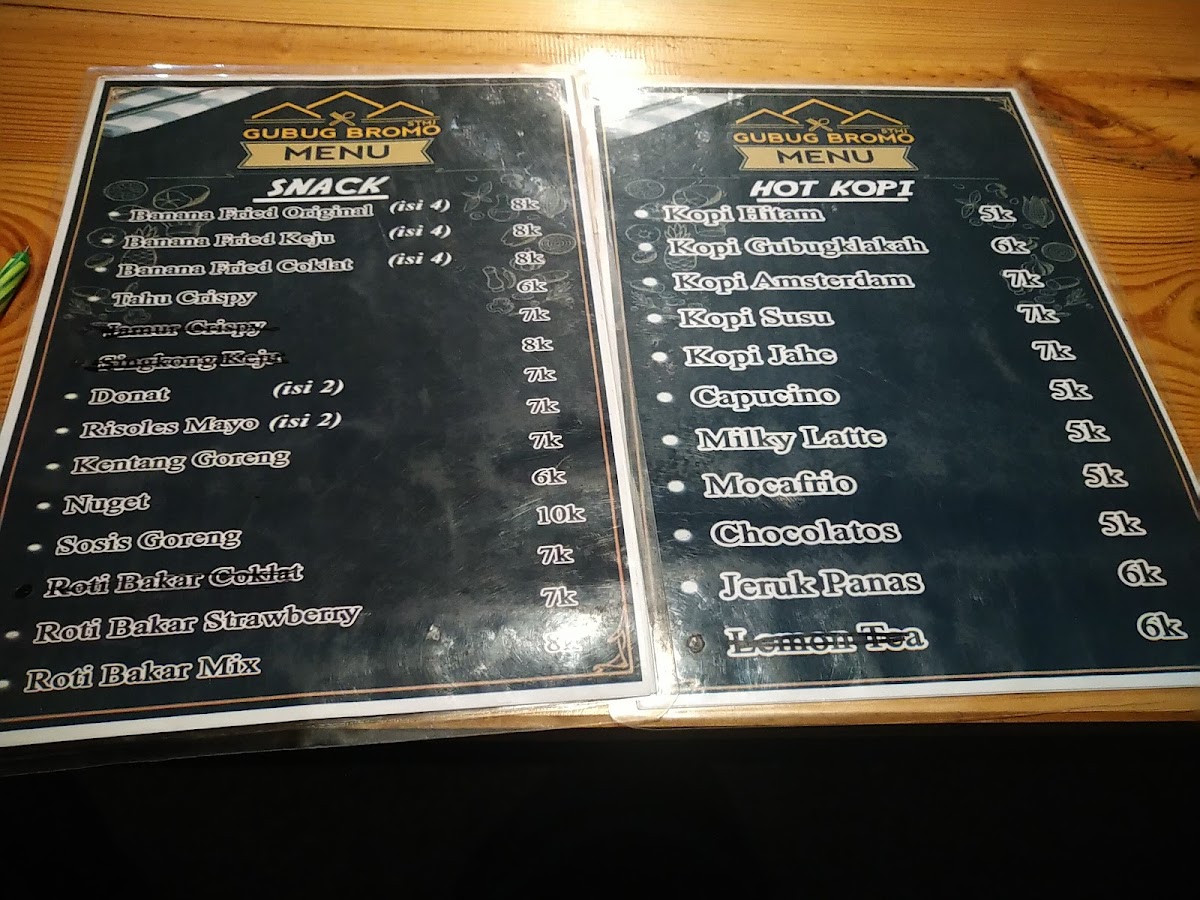 STMJ
GUBUG BROMO
MENU
SNACK
Banana Fried Original (isi 4) 8k
Banana Fried Keju (isi 4) 8k
Banana Fried Coklat (isi 4) 8k
Tahu Crispy 6k
Jamur Crispy 7k
Singkong Keju 8k
Donat (isi 2) 7k
Risoles Mayo (isi 2) 7k
Kentang Goreng 7k
Nuget 6k
Sosis Goreng 10k
Roti Bakar Coklat 7k
Roti Bakar Strawberry 7k
Roti Bakar Mix 8k
STMJ
GUBUG BROMO
MENU
HOT KOPI
Kopi Hitam 5k
Kopi Gubugklakah 6k
Kopi Amsterdam 7k
Kopi Susu 7k
Kopi Jahe 7k
Capucino 5k
Milky Latte 5k
Mocafrio 5k
Chocolatos 5k
Jeruk Panas 6k
Lemon Tea 6k